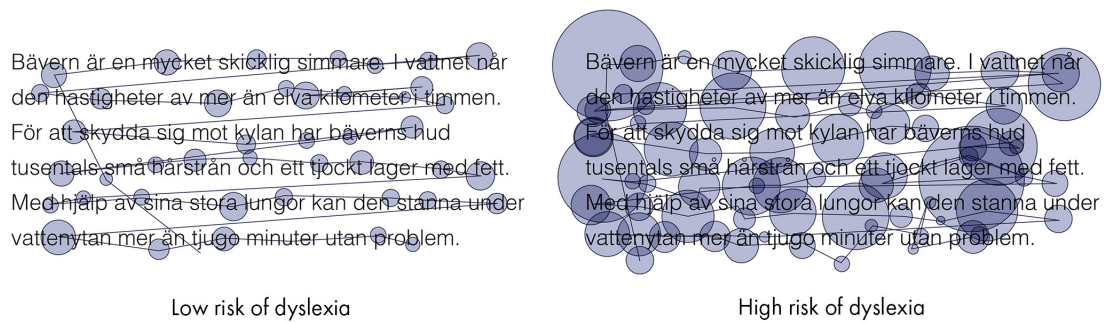 Bävern är en mycket skicklig simmare. I vattnet når
den hastigheter av mer än elva kilometer i timmen.
För att skydda sig mot kylan har bäverns hud
tusentals små hårstrån och ett tjockt lager med fett.
Med hjälp av sina stora lungor kan den stanna under
vattenytan mer än tjugo minuter utan problem.
Low risk of dyslexia
Bävern är en mycket skicklig simmare. I vattnet når
den hastigheter av mer än elva kilometer i timmen.
För att skydda sig mot kylan har bäverns hud
tusentals små hårstrån och ett tjockt lager med fett.
Med hjälp av sina stora lungor kan den stanna under
vattenytan mer än tjugo minuter utan problem.
High risk of dyslexia